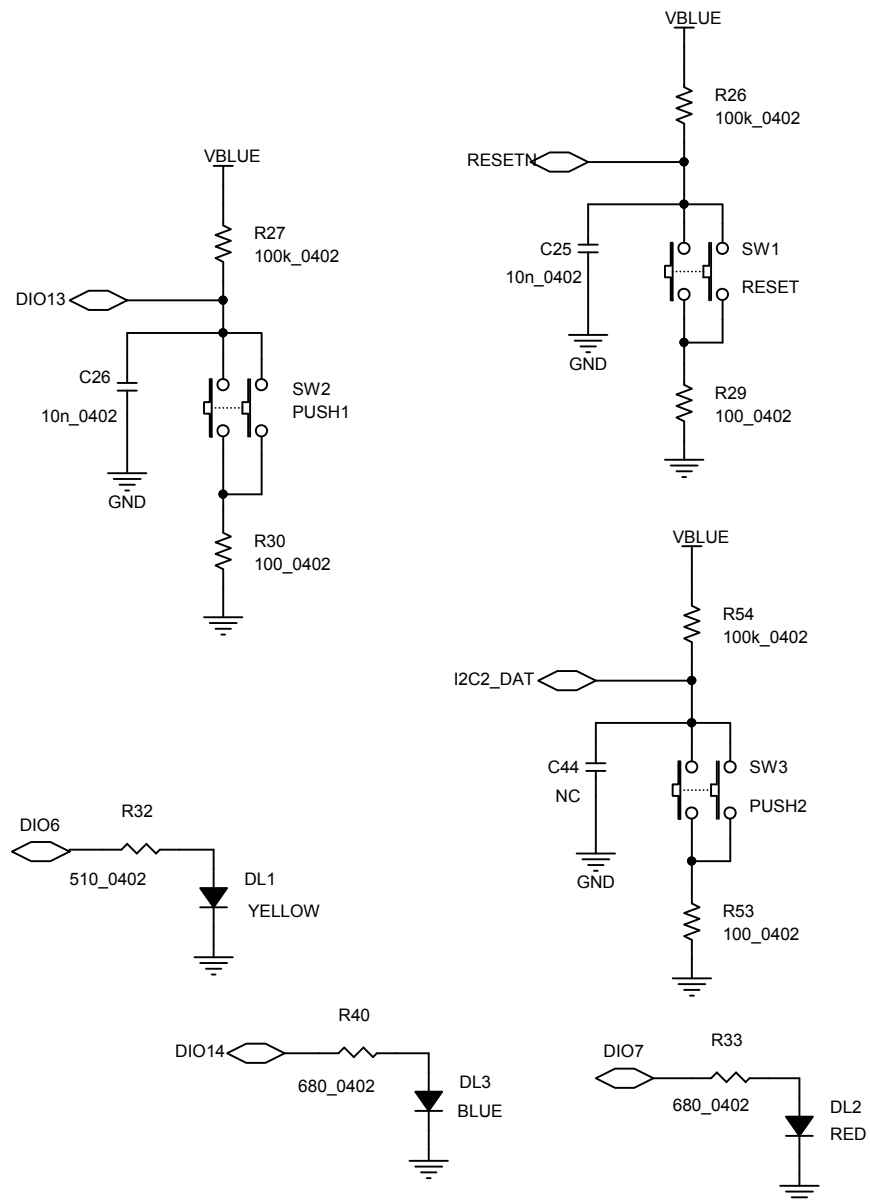 VBLUE
R26
100k_0402
RESETN
C25
10n_0402
SW1
RESET
GND
R29
100_0402
VBLUE
R27
100k_0402
DIO13
C26
10n_0402
SW2
PUSH1
GND
R30
100_0402
VBLUE
R54
100k_0402
I2C2_DAT
C44
NC
SW3
PUSH2
GND
R53
100_0402
DIO6
R32
510_0402
DL1
YELLOW
DIO14
R40
680_0402
DL3
BLUE
DIO7
R33
680_0402
DL2
RED